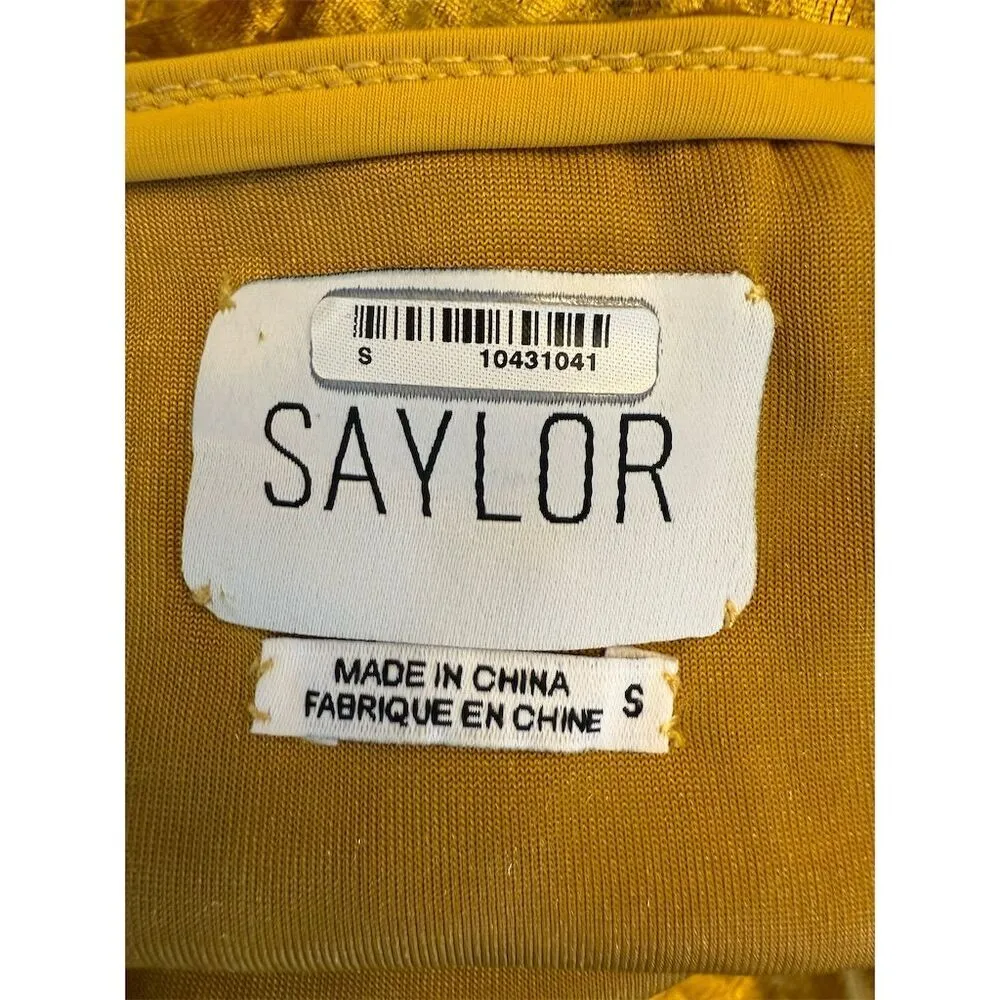 S 10431041
SAYLOR
MADE IN CHINA
FABRIQUE EN CHINE S